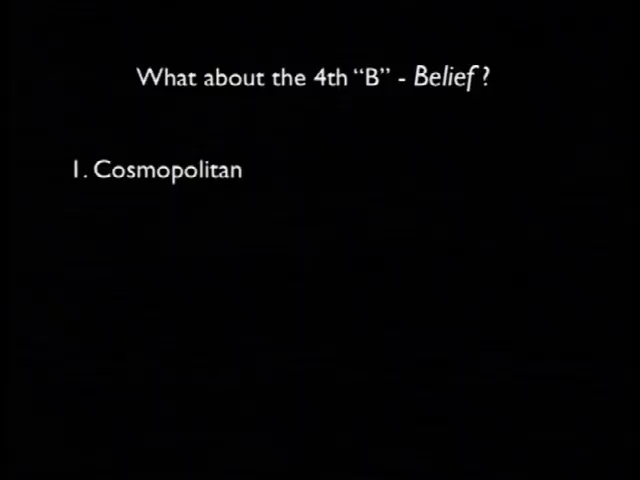 What about the 4th “B” - Belief?
1. Cosmopolitan